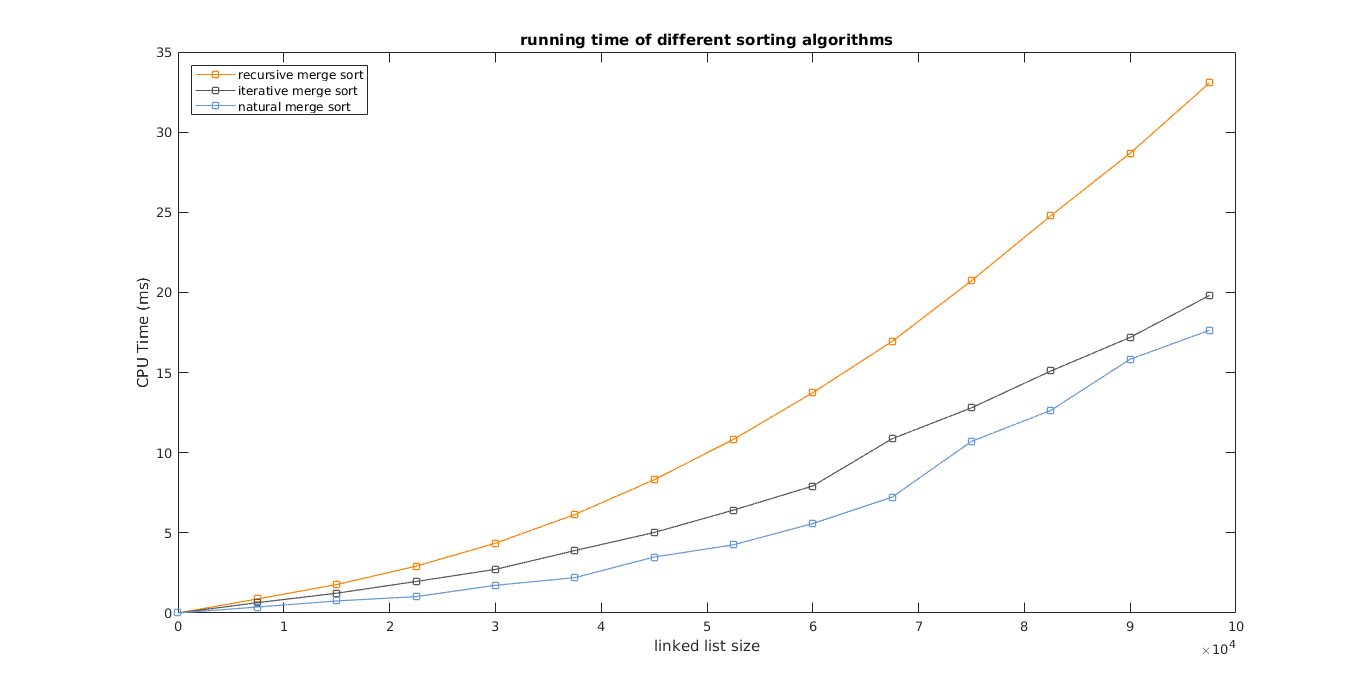 running time of different sorting algorithms
recursive merge sort
iterative merge sort
natural merge sort
35
30
25
20
15
10
5
0
CPU Time (ms)
0 1 2 3 4 5 6 7 8 9 10
linked list size
×10⁴